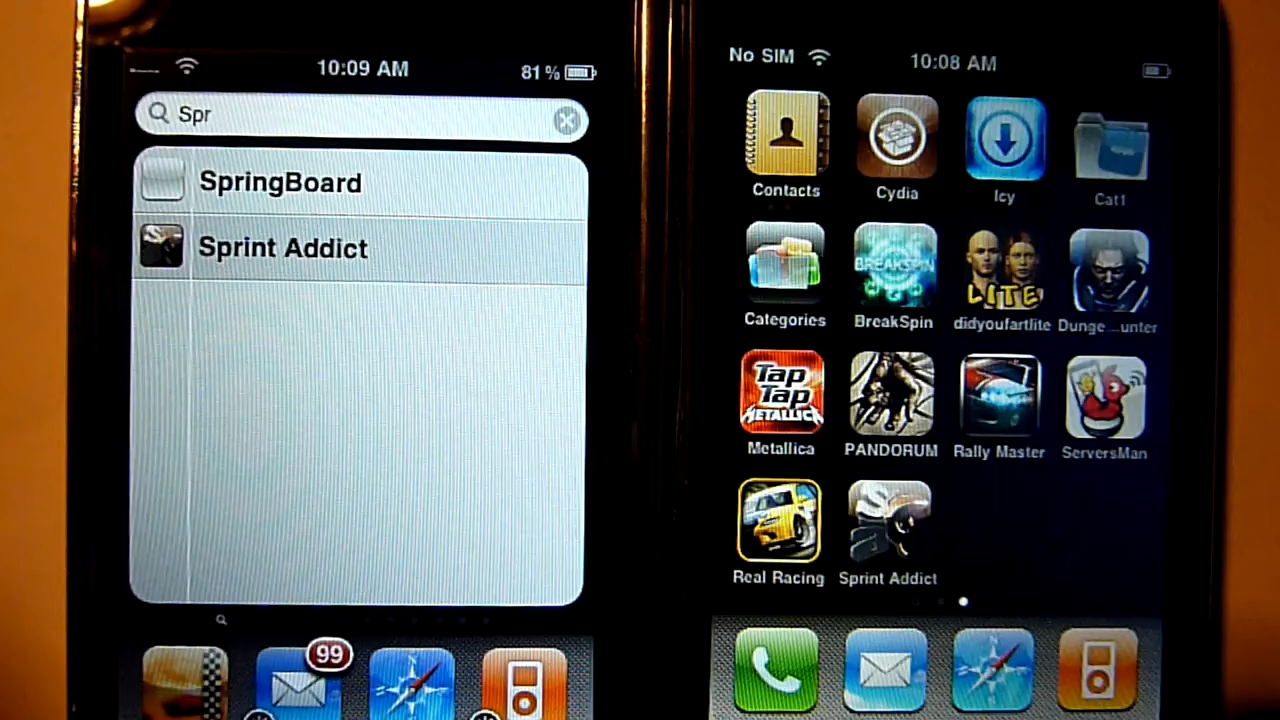 10:09 AM
81 %
Spr
SpringBoard
Sprint Addict
99
No SIM
10:08 AM
Contacts
Cydia
Icy
Cat1
Categories
BreakSpin
didyoufartlite
Dunge...unter
BREAKSPIN
LITE
Tap
Tap
METALLICA
Metallica
PANDORUM
Rally Master
ServersMan
Real Racing
Sprint Addict